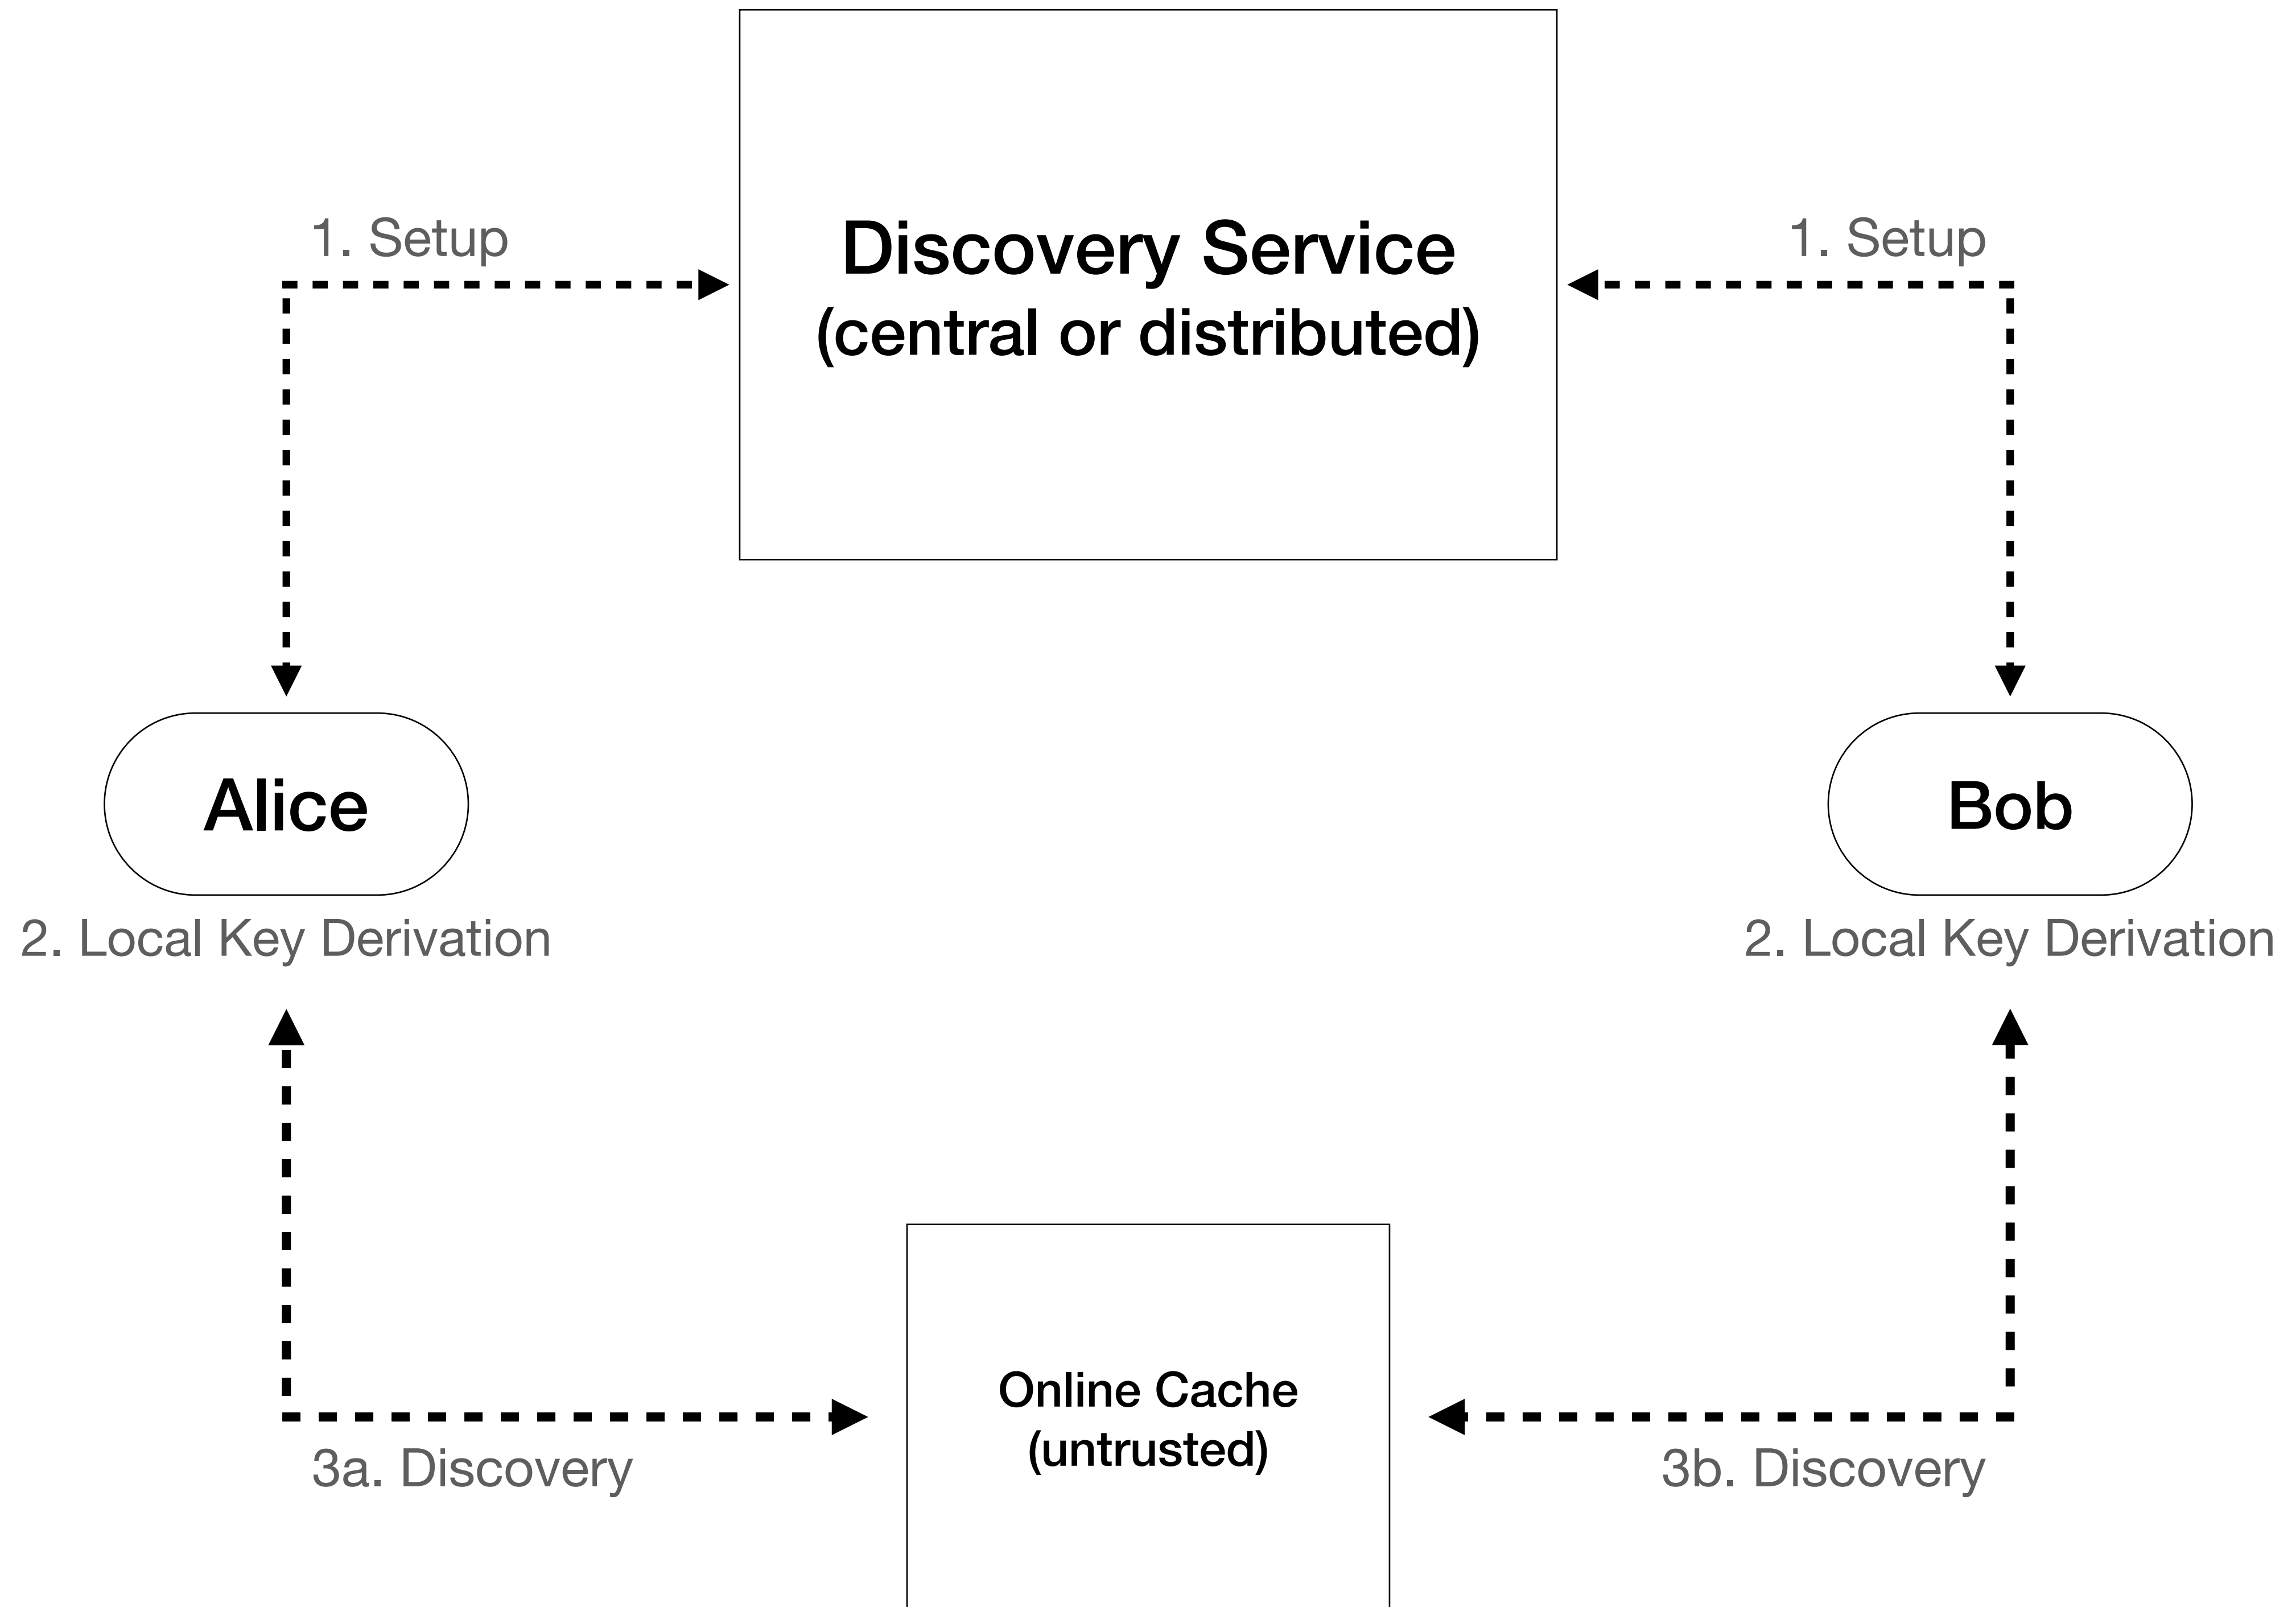 1. Setup
Discovery Service
(central or distributed)
1. Setup
Alice
Bob
2. Local Key Derivation
2. Local Key Derivation
Online Cache
(untrusted)
3a. Discovery
3b. Discovery